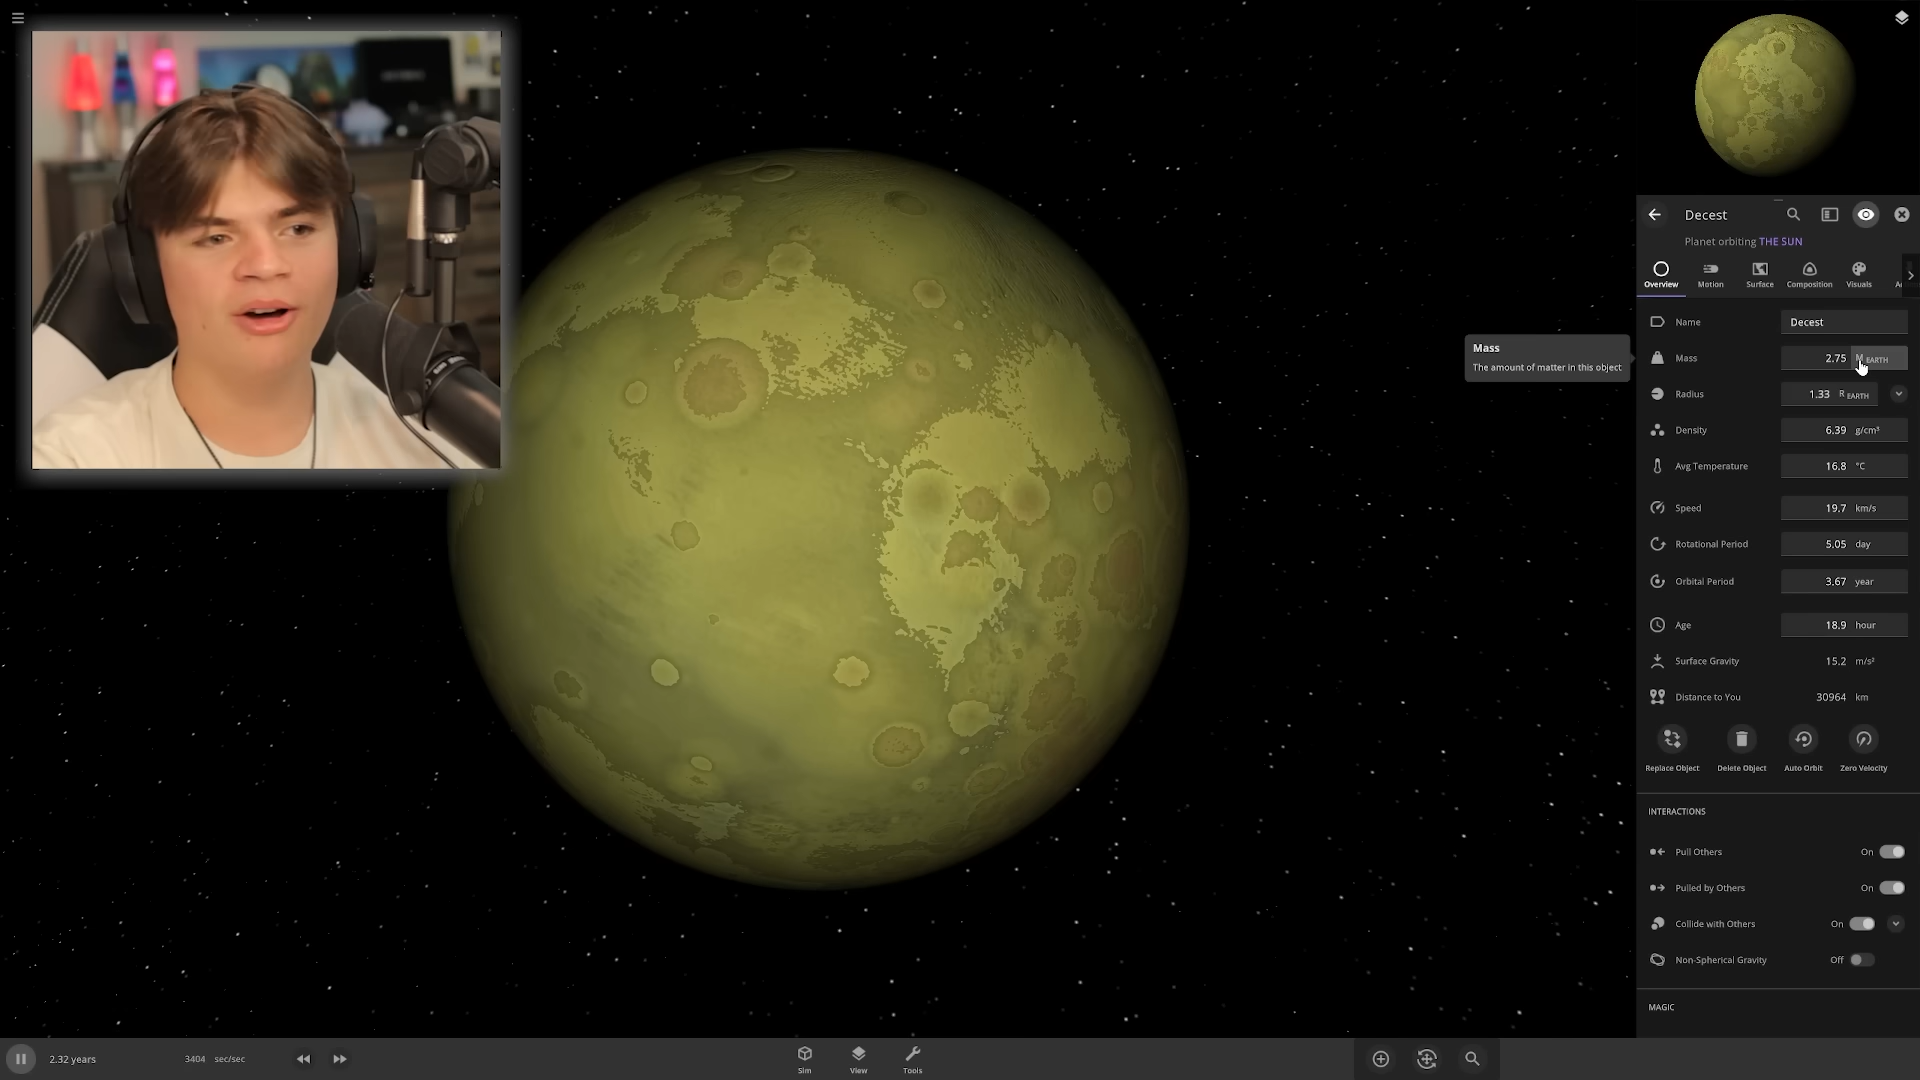 Decest
Planet orbiting THE SUN
Overview
Motion
Surface
Composition
Visuals
Name
Decest
Mass
2.75 M EARTH
Mass
The amount of matter in this object
Radius
1.33 R EARTH
Density
6.39 g/cm³
Avg Temperature
16.8 °C
Speed
19.7 km/s
Rotational Period
5.05 day
Orbital Period
3.67 year
Age
18.9 hour
Surface Gravity
15.2 m/s²
Distance to You
30964 km
Replace Object
Delete Object
Auto Orbit
Zero Velocity
INTERACTIONS
Pull Others
On
Pulled by Others
On
Collide with Others
On
Non-Spherical Gravity
Off
MAGIC
2.32 years
3404 sec/sec
Sim
View
Tools